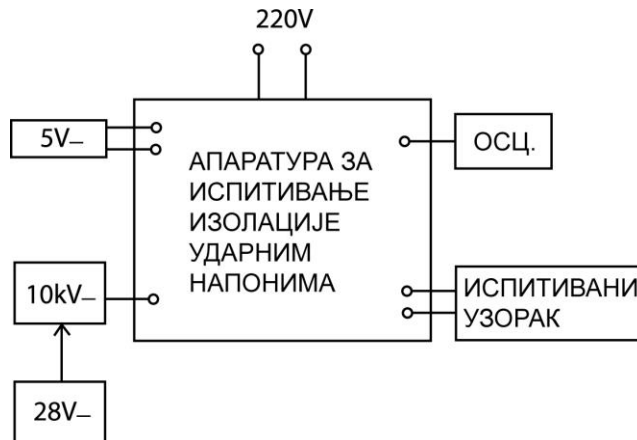 220V
5V–
АПАРАТУРА ЗА
ИСПИТИВАЊЕ
ИЗОЛАЦИЈЕ
УДАРНИМ
НАПОНИМА
ОСЦ.
10kV–
ИСПИТИВАНИ
УЗОРАК
28V–